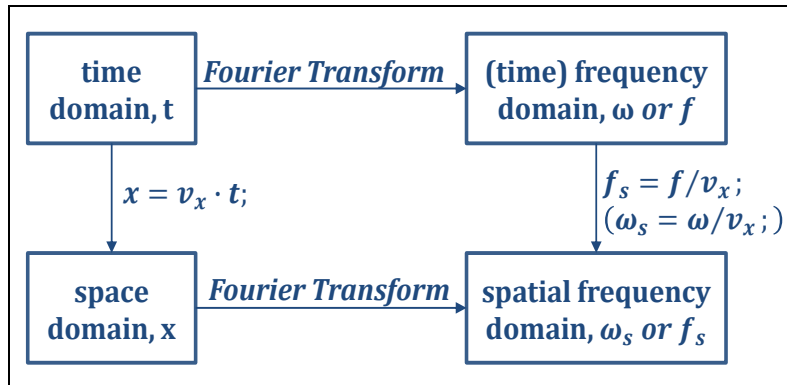 time
domain, t
Fourier Transform
(time) frequency
domain, ω or f
x = vₓ · t;
fₛ = f/vₓ;
(ωₛ = ω/vₓ;)
space
domain, x
Fourier Transform
spatial frequency
domain, ωₛ or fₛ